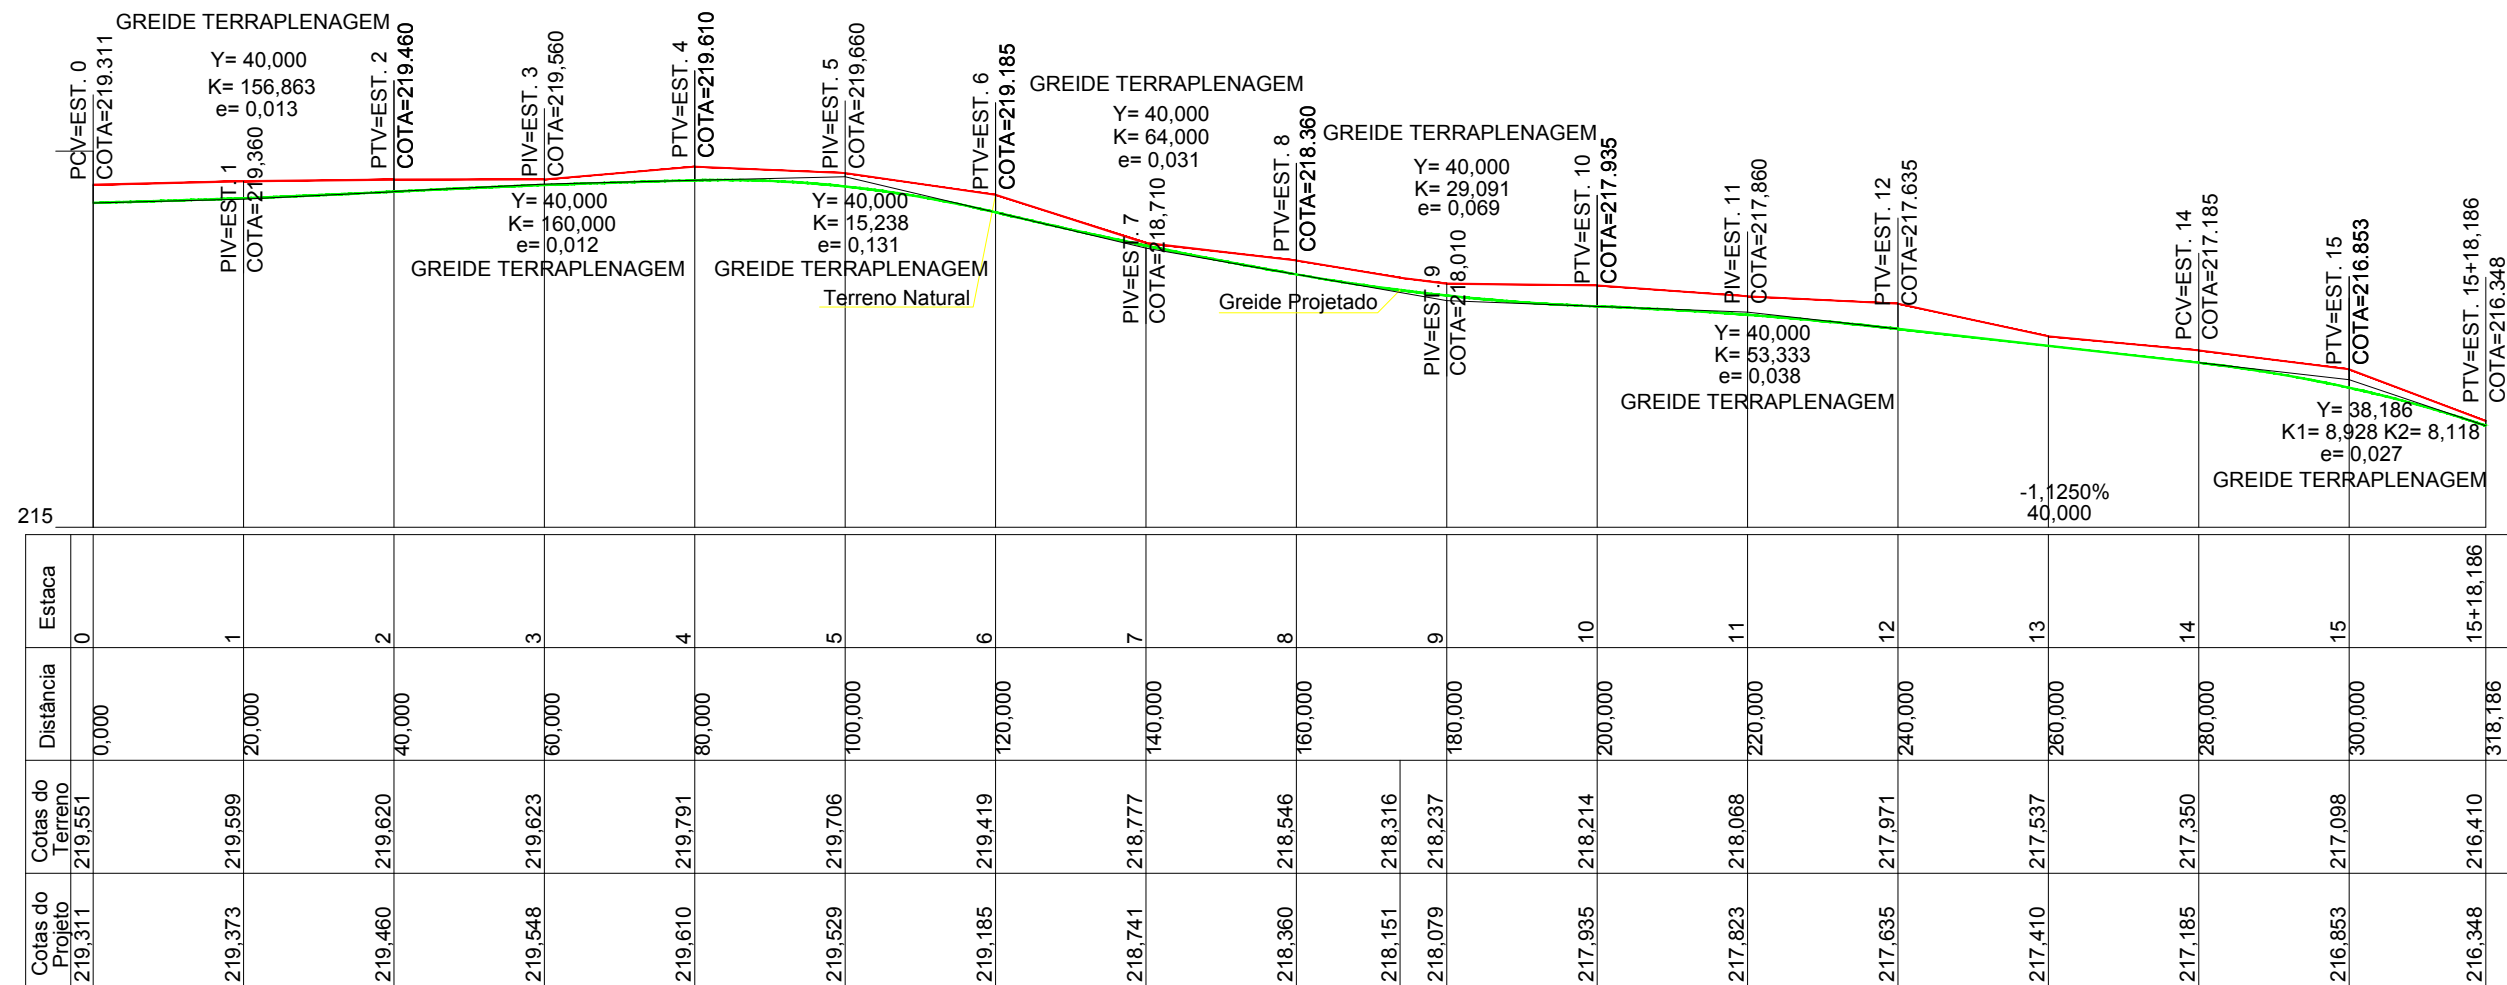 GREIDE TERRAPLENAGEM
Y= 40,000
K= 156,863
e= 0,013
PCV=EST. 0
COTA=219.311
PIV=EST. 1
COTA=219,360
PTV=EST. 2
COTA=219.460
PIV=EST. 3
COTA=219,560
Y= 40,000
K= 160,000
e= 0,012
GREIDE TERRAPLENAGEM
PTV=EST. 4
COTA=219.610
PIV=EST. 5
COTA=219,660
Y= 40,000
K= 15,238
e= 0,131
GREIDE TERRAPLENAGEM
Terreno Natural
PTV=EST. 6
COTA=219.185
GREIDE TERRAPLENAGEM
Y= 40,000
K= 64,000
e= 0,031
PIV=EST. 7
COTA=218,710
PTV=EST. 8
COTA=218.360
GREIDE TERRAPLENAGEM
Y= 40,000
K= 29,091
e= 0,069
Greide Projetado
PIV=EST. 9
COTA=218,010
PTV=EST. 10
COTA=217.935
PIV=EST. 11
COTA=217,860
Y= 40,000
K= 53,333
e= 0,038
GREIDE TERRAPLENAGEM
PTV=EST. 12
COTA=217.635
-1,1250%
40,000
PCV=EST. 14
COTA=217.185
PTV=EST. 15
COTA=216.853
Y= 38,186
K1= 8,928 K2= 8,118
e= 0,027
GREIDE TERRAPLENAGEM
PTV=EST. 15+18,186
COTA=216.348
215
Estaca
0 1 2 3 4 5 6 7 8 9 10 11 12 13 14 15 15+18,186
Distância
0,000 20,000 40,000 60,000 80,000 100,000 120,000 140,000 160,000 180,000 200,000 220,000 240,000 260,000 280,000 300,000 318,186
Cotas do
Terreno
219,551 219,599 219,620 219,623 219,791 219,706 219,419 218,777 218,546 218,316 218,237 218,214 218,068 217,971 217,537 217,350 217,098 216,410
Cotas do
Projeto
219,311 219,373 219,460 219,548 219,610 219,529 219,185 218,741 218,360 218,151 218,079 217,935 217,823 217,635 217,410 217,185 216,853 216,348